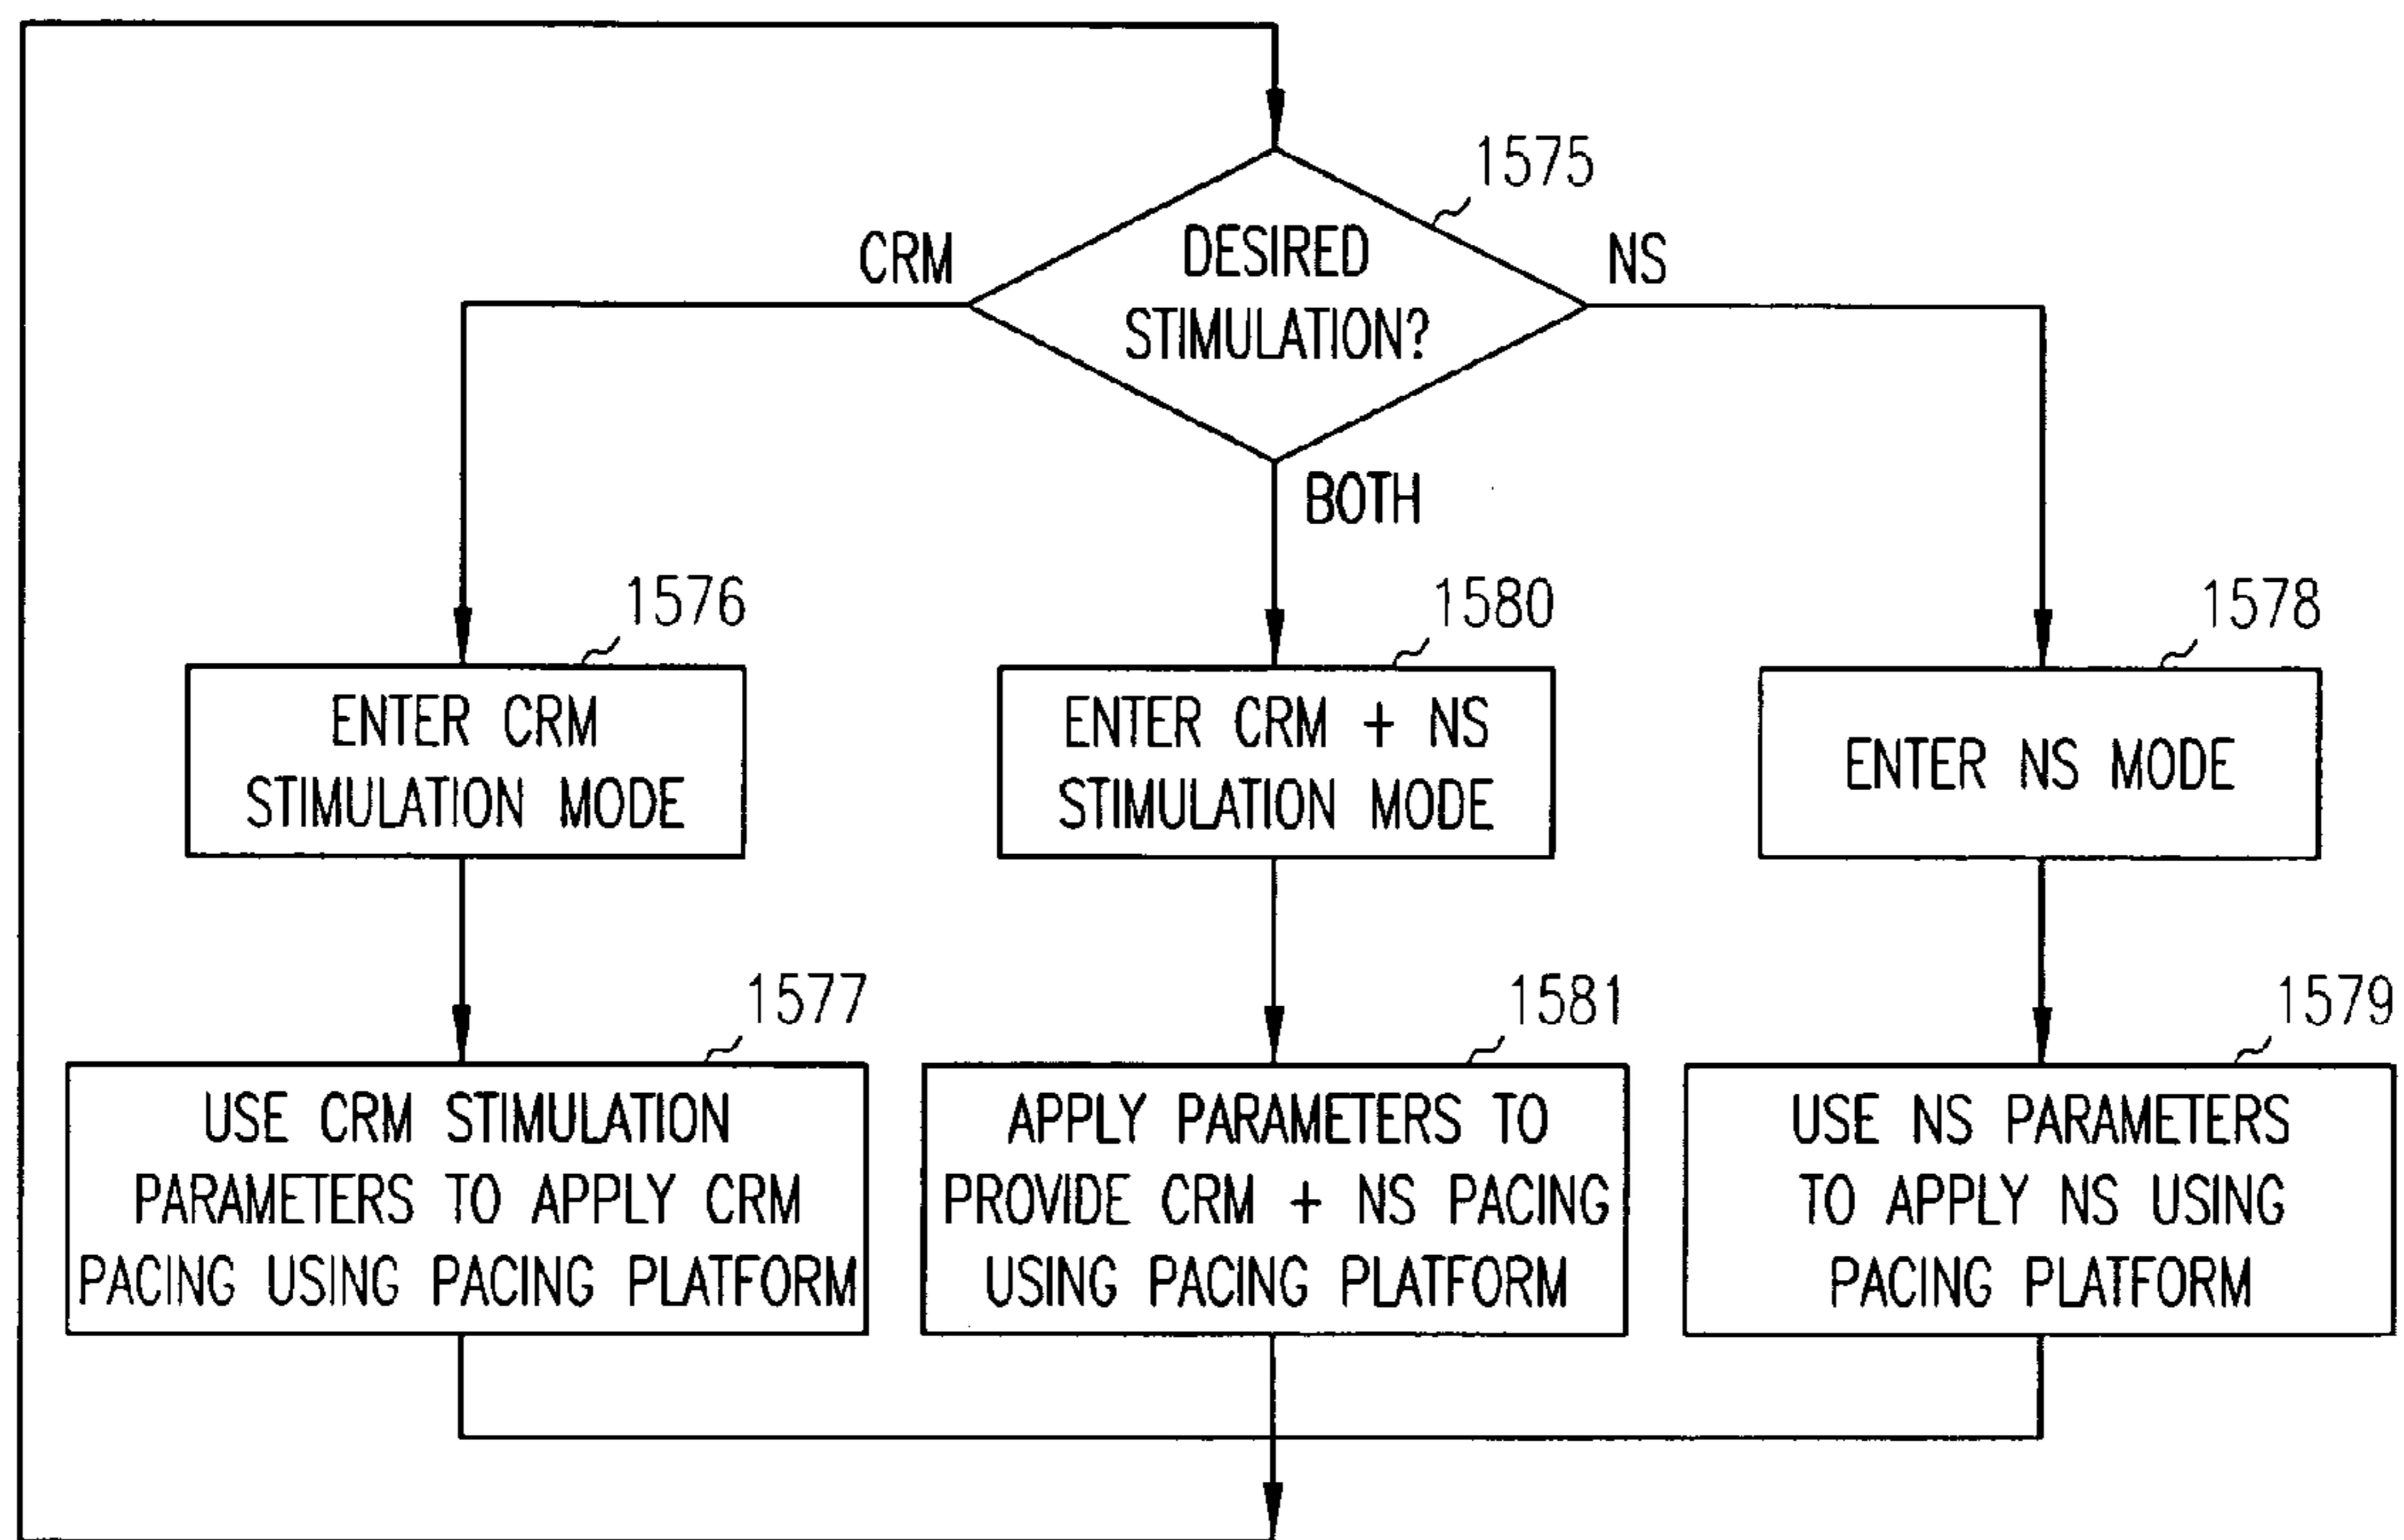 1575
DESIRED
STIMULATION?
CRM
NS
BOTH
1576
ENTER CRM
STIMULATION MODE
1580
ENTER CRM + NS
STIMULATION MODE
1578
ENTER NS MODE
1577
USE CRM STIMULATION
PARAMETERS TO APPLY CRM
PACING USING PACING PLATFORM
1581
APPLY PARAMETERS TO
PROVIDE CRM + NS PACING
USING PACING PLATFORM
1579
USE NS PARAMETERS
TO APPLY NS USING
PACING PLATFORM